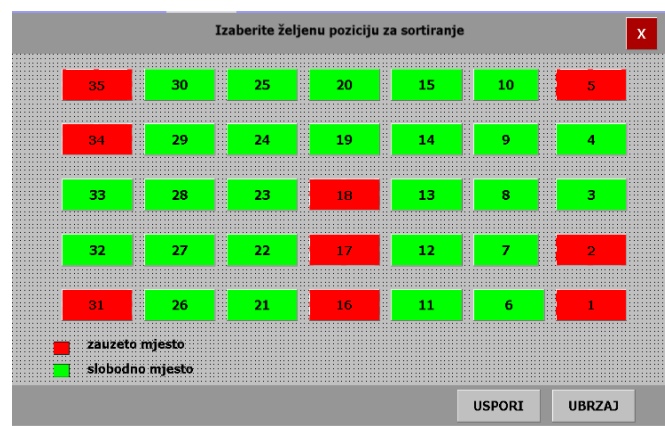 Izaberite željenu poziciju za sortiranje
X
35 30 25 20 15 10 5
34 29 24 19 14 9 4
33 28 23 18 13 8 3
32 27 22 17 12 7 2
31 26 21 16 11 6 1
zauzeto mjesto
slobodno mjesto
USPORI UBRZAJ